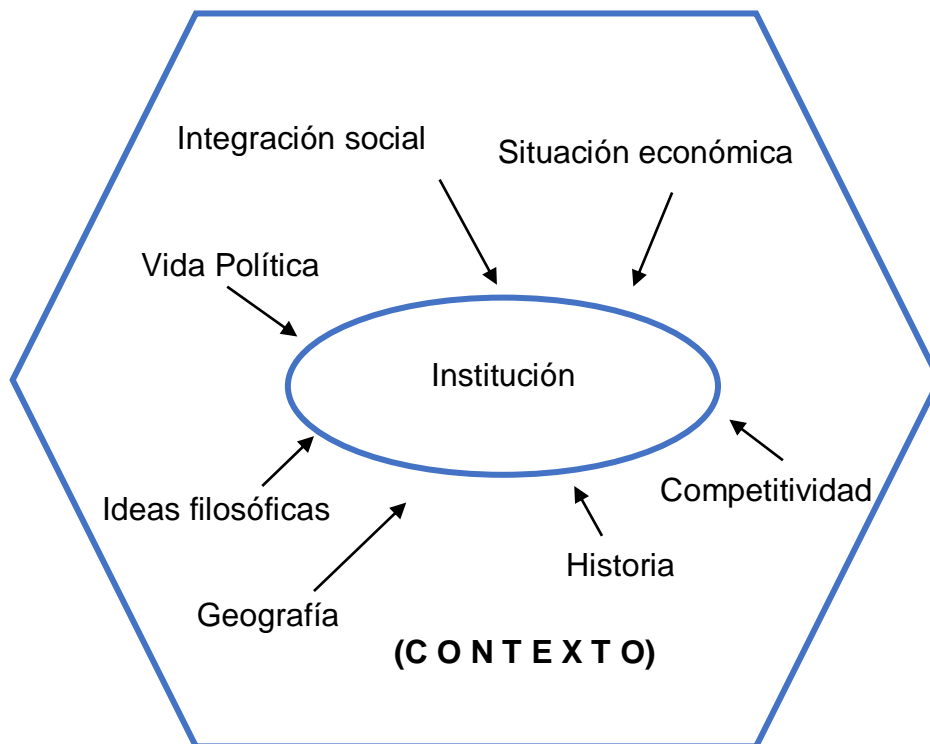 Integración social
Situación económica
Vida Política
Institución
Ideas filosóficas
Competitividad
Historia
Geografía
(C O N T E X T O)